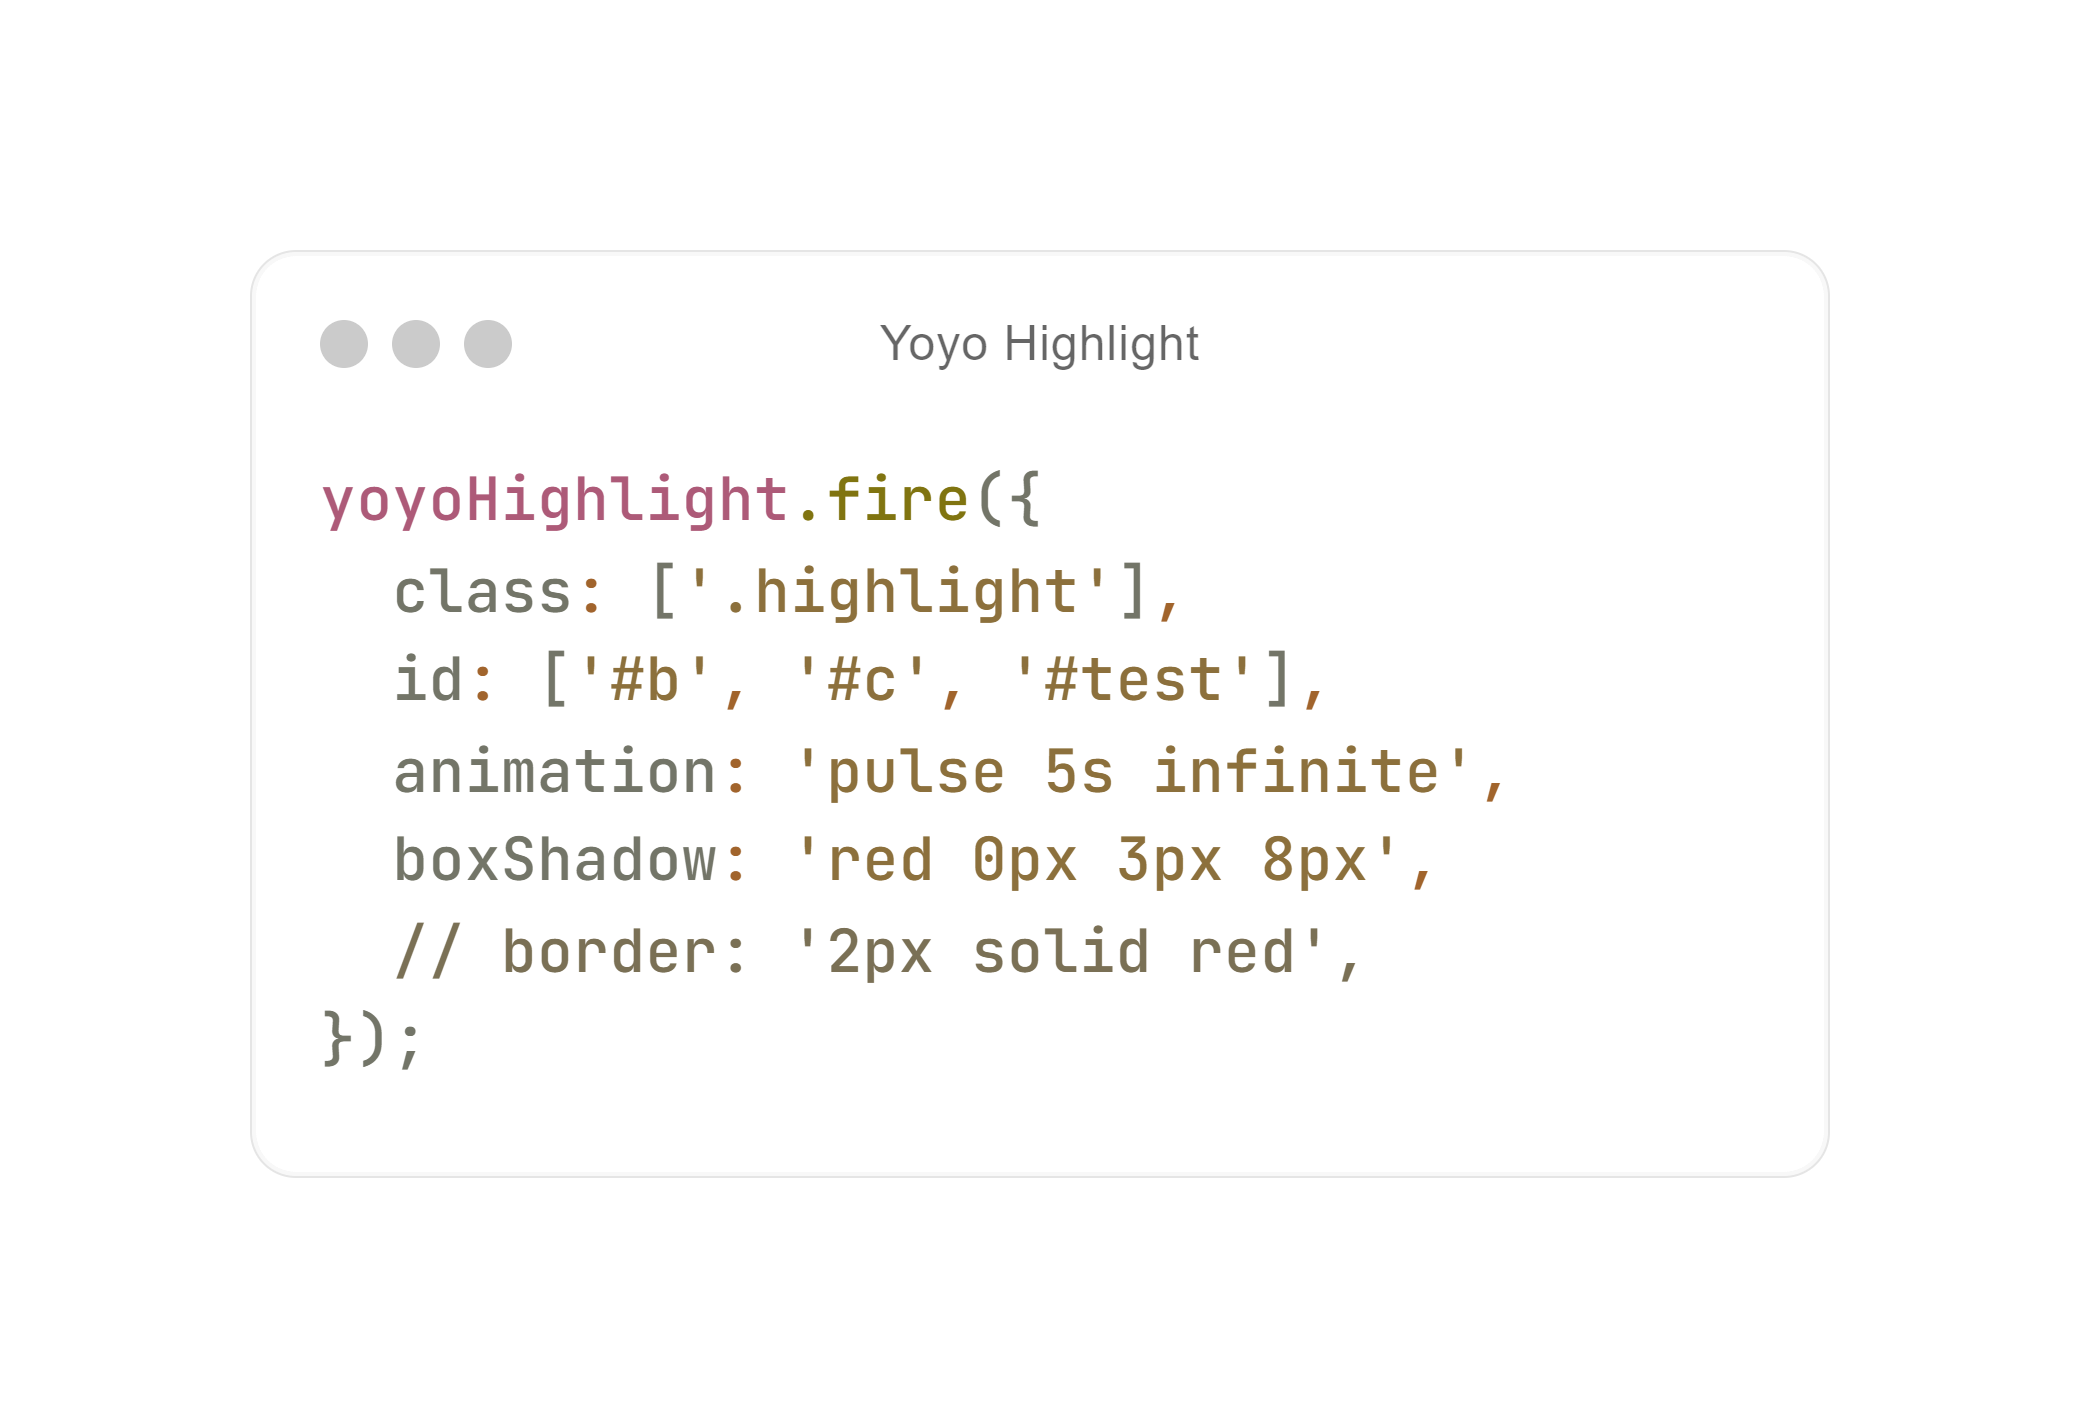 Yoyo Highlight
yoyoHighlight.fire({
  class: ['.highlight'],
  id: ['#b', '#c', '#test'],
  animation: 'pulse 5s infinite',
  boxShadow: 'red 0px 3px 8px',
  // border: '2px solid red',
});